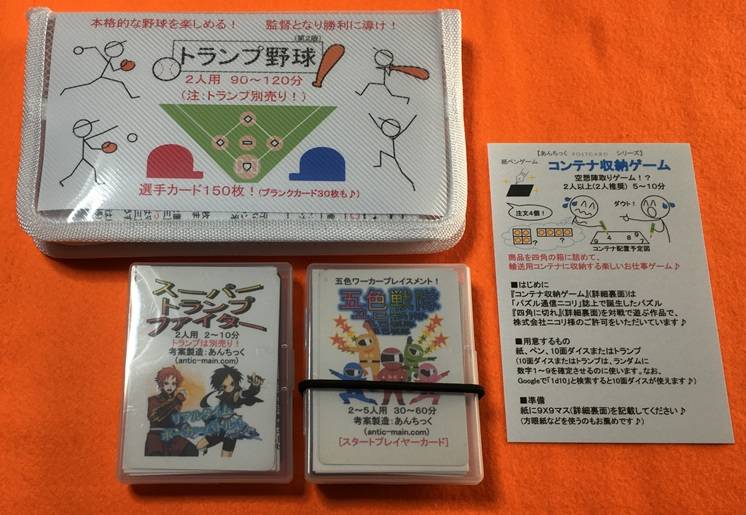 本格的な野球を楽しめる！ 監督となり勝利に導け！
(第2版)
トランプ野球
2人用 90～120分
(注:トランプ別売り！)
選手カード150枚！(ブランクカード30枚も♪)
スーパー
トランプ
ファイター
2人用 2～10分
トランプは別売り！
考案製造:あんちっく
(antic-main.com)
五色ワーカープレイスメント！
五色戦隊
2～5人用 30～60分
考案製造:あんちっく
(antic-main.com)
[スタートプレイヤーカード]
【あんちっく POSTCARD シリーズ】
紙ペンゲーム
コンテナ収納ゲーム
空想陣取りゲーム！？
2人以上(2人推奨) 5～10分
注文4個！
ダウト！
コンテナ配置予定図
商品を四角の箱に詰めて、
輸送用コンテナに収納する楽しいお仕事ゲーム♪
■はじめに
『コンテナ収納ゲーム』(詳細裏面)は
「パズル通信ニコリ」誌上で誕生したパズル
『四角に切れ』(詳細裏面)を対戦で遊ぶ作品で、
株式会社ニコリ様のご許可をいただいています♪
■用意するもの
紙、ペン、10面ダイスまたはトランプ
(10面ダイスまたはトランプは、ランダムに
数字1～9を確定させるのに使います。なお、
Googleで「1d10」と検索すると10面ダイスが使えます♪)
■準備
紙に9X9マス(詳細裏面)を記載してください♪
(方眼紙などを使うのもお薦めです♪)